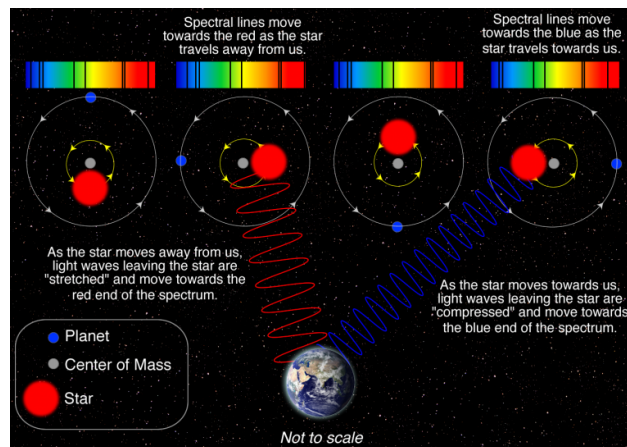 Spectral lines move
towards the red as the star
travels away from us.
Spectral lines move
towards the blue as the
star travels towards us.
As the star moves away from us,
light waves leaving the star are
"stretched" and move towards the
red end of the spectrum.
As the star moves towards us,
light waves leaving the star are
"compressed" and move towards
the blue end of the spectrum.
Planet
Center of Mass
Star
Not to scale